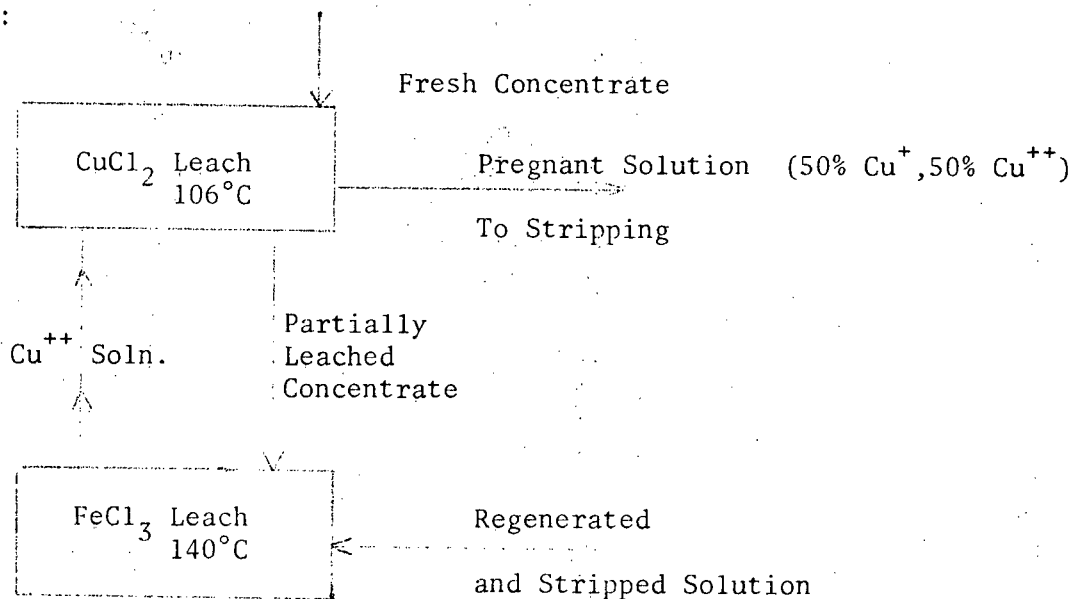 :
Fresh Concentrate
CuCl₂ Leach
106°C
Pregnant Solution (50% Cu⁺,50% Cu⁺⁺)
To Stripping
Partially
Leached
Concentrate
Cu⁺⁺ Soln.
FeCl₃ Leach
140°C
Regenerated
and Stripped Solution